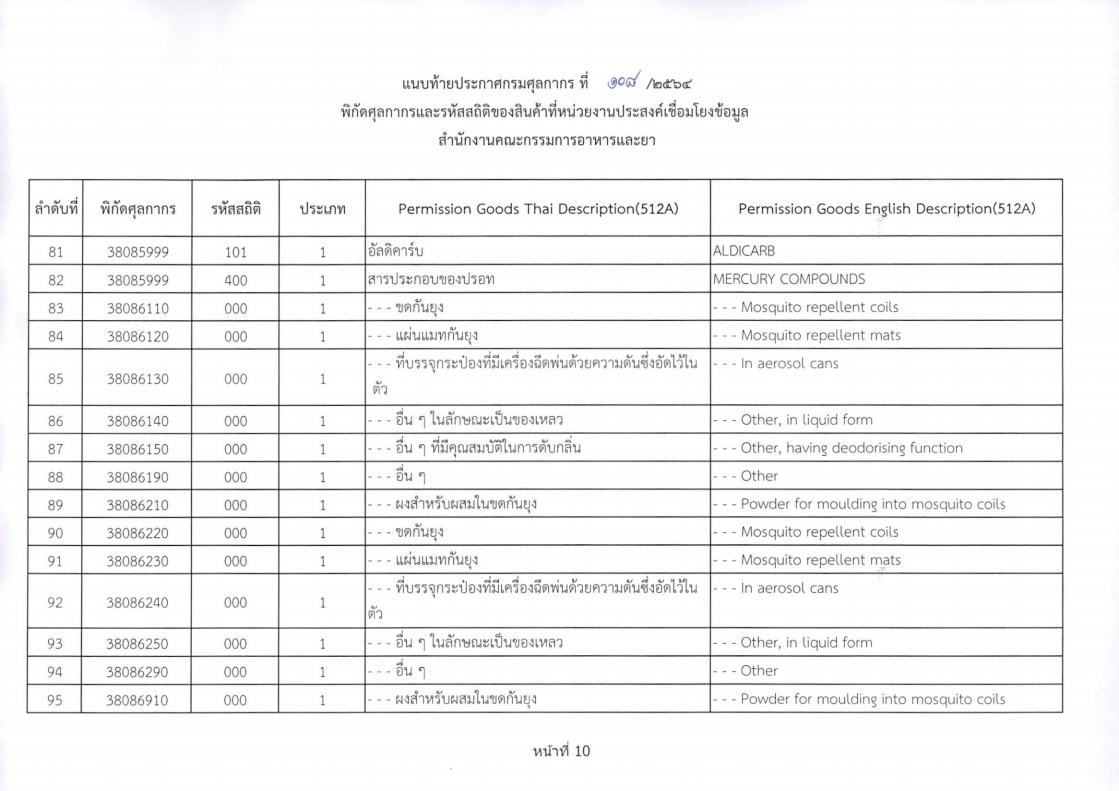 แนบท้ายประกาศกรมศุลกากร ที่ ๑๐๘ /๒๕๖๔
พิกัดศุลกากรและรหัสสถิติของสินค้าที่หน่วยงานประสงค์เชื่อมโยงข้อมูล
สำนักงานคณะกรรมการอาหารและยา
ลำดับที่ พิกัดศุลกากร รหัสสถิติ ประเภท Permission Goods Thai Description(512A) Permission Goods English Description(512A)
81 38085999 101 1 อัลดิคาร์บ ALDICARB
82 38085999 400 1 สารประกอบของปรอท MERCURY COMPOUNDS
83 38086110 000 1 - - - ขดกันยุง - - - Mosquito repellent coils
84 38086120 000 1 - - - แผ่นแมทกันยุง - - - Mosquito repellent mats
85 38086130 000 1 - - - ที่บรรจุกระป๋องที่มีเครื่องฉีดพ่นด้วยความดันซึ่งอัดไว้ใน - - - In aerosol cans
ตัว
86 38086140 000 1 - - - อื่น ๆ ในลักษณะเป็นของเหลว - - - Other, in liquid form
87 38086150 000 1 - - - อื่น ๆ ที่มีคุณสมบัติในการดับกลิ่น - - - Other, having deodorising function
88 38086190 000 1 - - - อื่น ๆ - - - Other
89 38086210 000 1 - - - ผงสำหรับผสมในขดกันยุง - - - Powder for moulding into mosquito coils
90 38086220 000 1 - - - ขดกันยุง - - - Mosquito repellent coils
91 38086230 000 1 - - - แผ่นแมทกันยุง - - - Mosquito repellent mats
92 38086240 000 1 - - - ที่บรรจุกระป๋องที่มีเครื่องฉีดพ่นด้วยความดันซึ่งอัดไว้ใน - - - In aerosol cans
ตัว
93 38086250 000 1 - - - อื่น ๆ ในลักษณะเป็นของเหลว - - - Other, in liquid form
94 38086290 000 1 - - - อื่น ๆ - - - Other
95 38086910 000 1 - - - ผงสำหรับผสมในขดกันยุง - - - Powder for moulding into mosquito coils
หน้าที่ 10